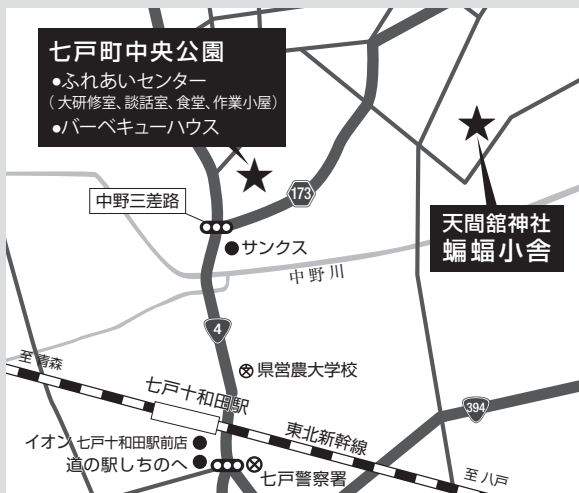 七戸町中央公園
●ふれあいセンター
(大研修室、談話室、食堂、作業小屋)
●バーベキューハウス
173
中野三差路
サンクス
天間舘神社
蝙蝠小舎
中野川
4
県営農大学校
至 青森
七戸十和田駅
394
東北新幹線
イオン 七戸十和田駅前店
道の駅しちのへ
七戸警察署
至 八戸